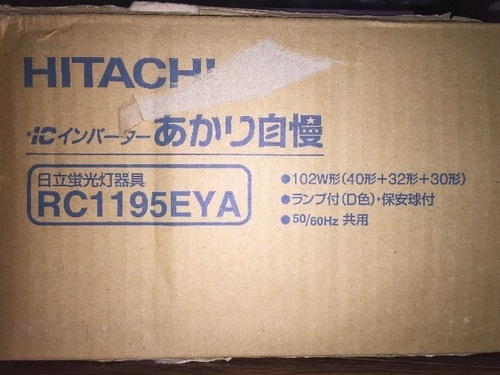 HITACHI
ICインバーター あかり自慢
日立蛍光灯器具
RC1195EYA
●102W形(40形+32形+30形)
●ランプ付(D色)・保安球付
●50/60Hz 共用